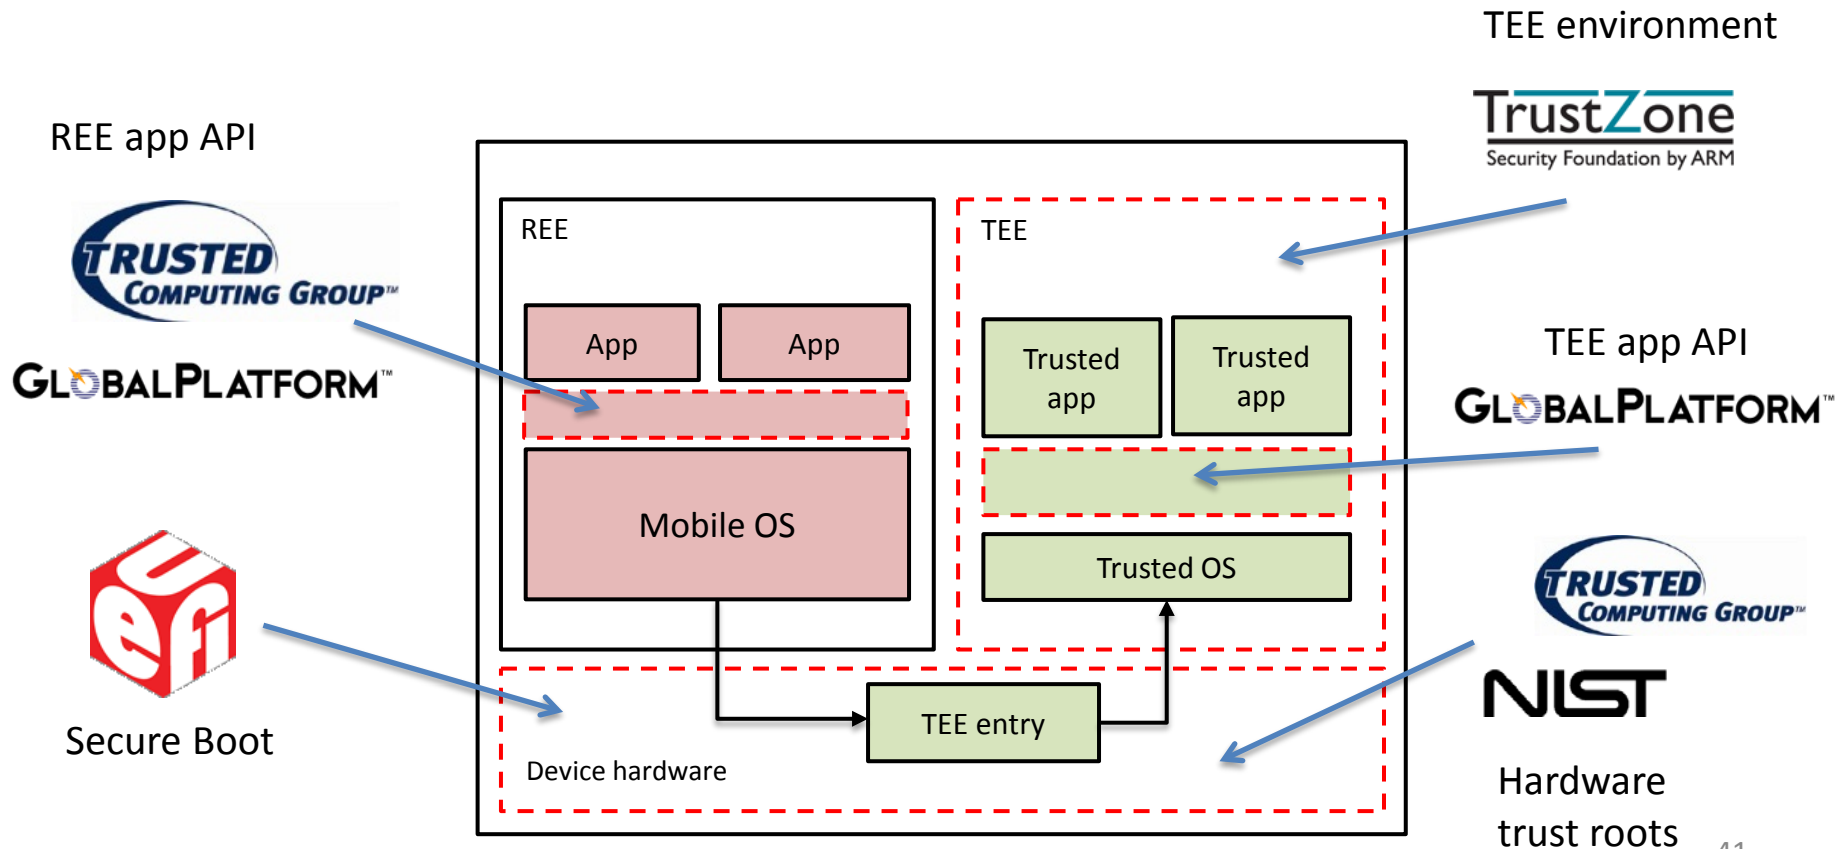 TEE environment
TrustZone
Security Foundation by ARM
REE app API
TRUSTED
COMPUTING GROUP™
GLOBALPLATFORM™
REE
App
App
Mobile OS
TEE
Trusted
app
Trusted
app
Trusted OS
TEE app API
GLOBALPLATFORM™
uefi
Secure Boot
TEE entry
Device hardware
TRUSTED
COMPUTING GROUP™
NIST
Hardware
trust roots
41